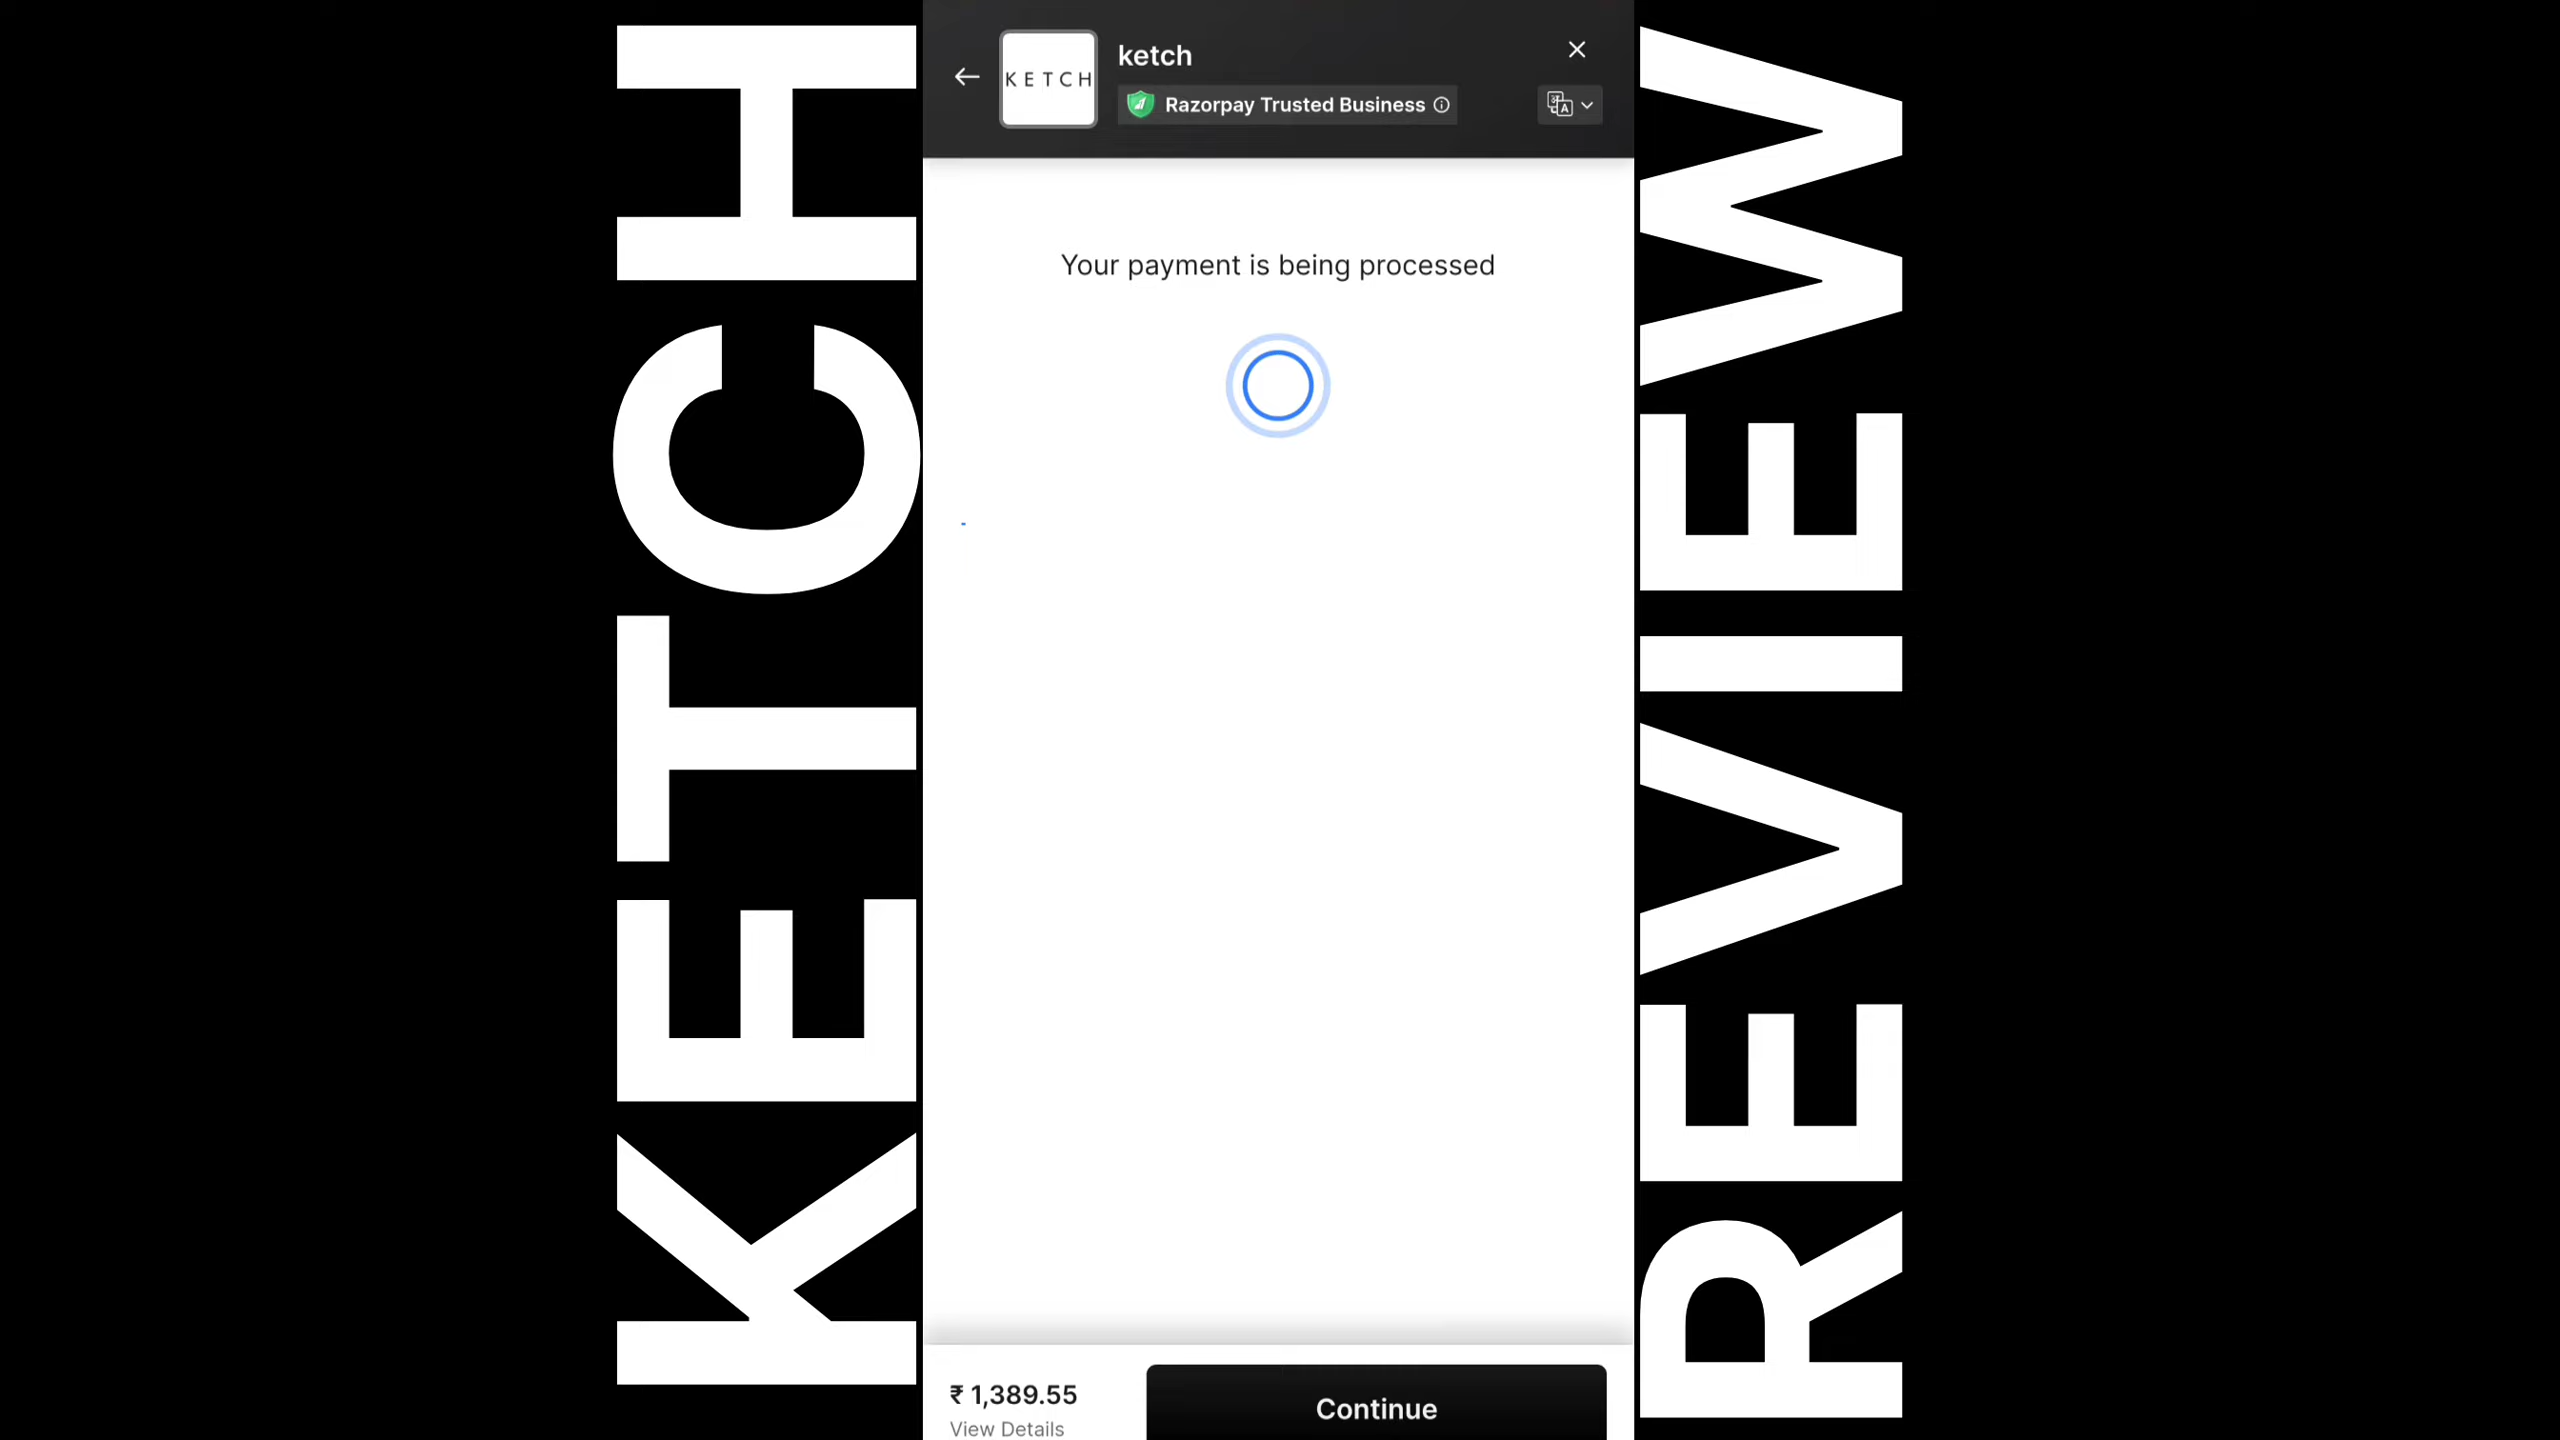 KETCH
KETCH
ketch
Razorpay Trusted Business
Your payment is being processed
₹ 1,389.55
View Details
Continue
REVIEW